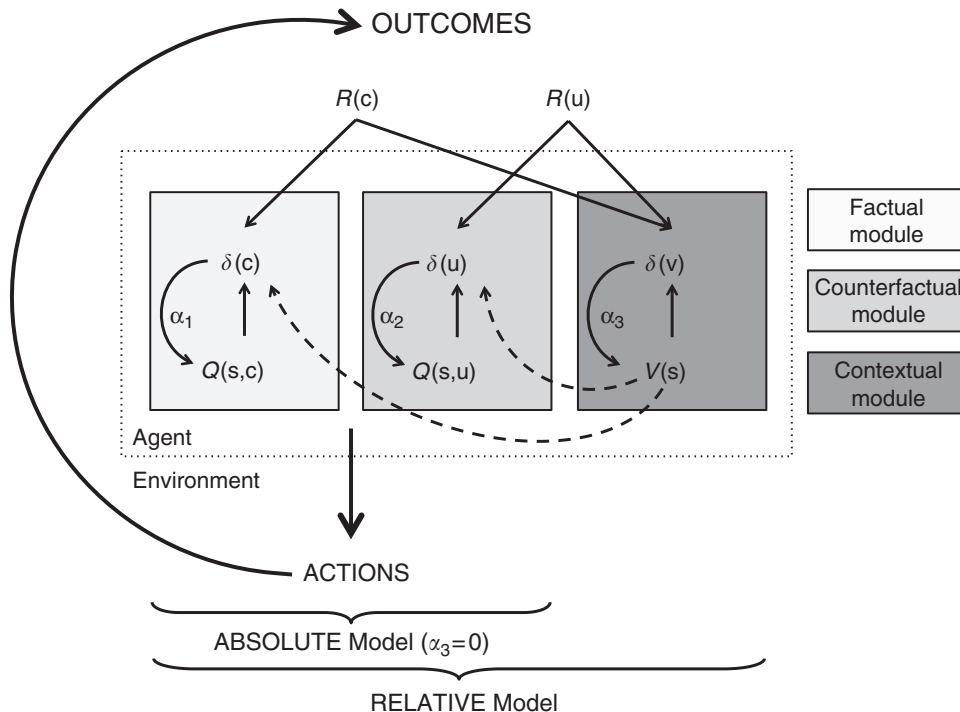 OUTCOMES
R(c)
R(u)
δ(c)
δ(u)
δ(v)
α1
α2
α3
Q(s,c)
Q(s,u)
V(s)
Factual
module
Counterfactual
module
Contextual
module
Agent
Environment
ACTIONS
ABSOLUTE Model (α3=0)
RELATIVE Model